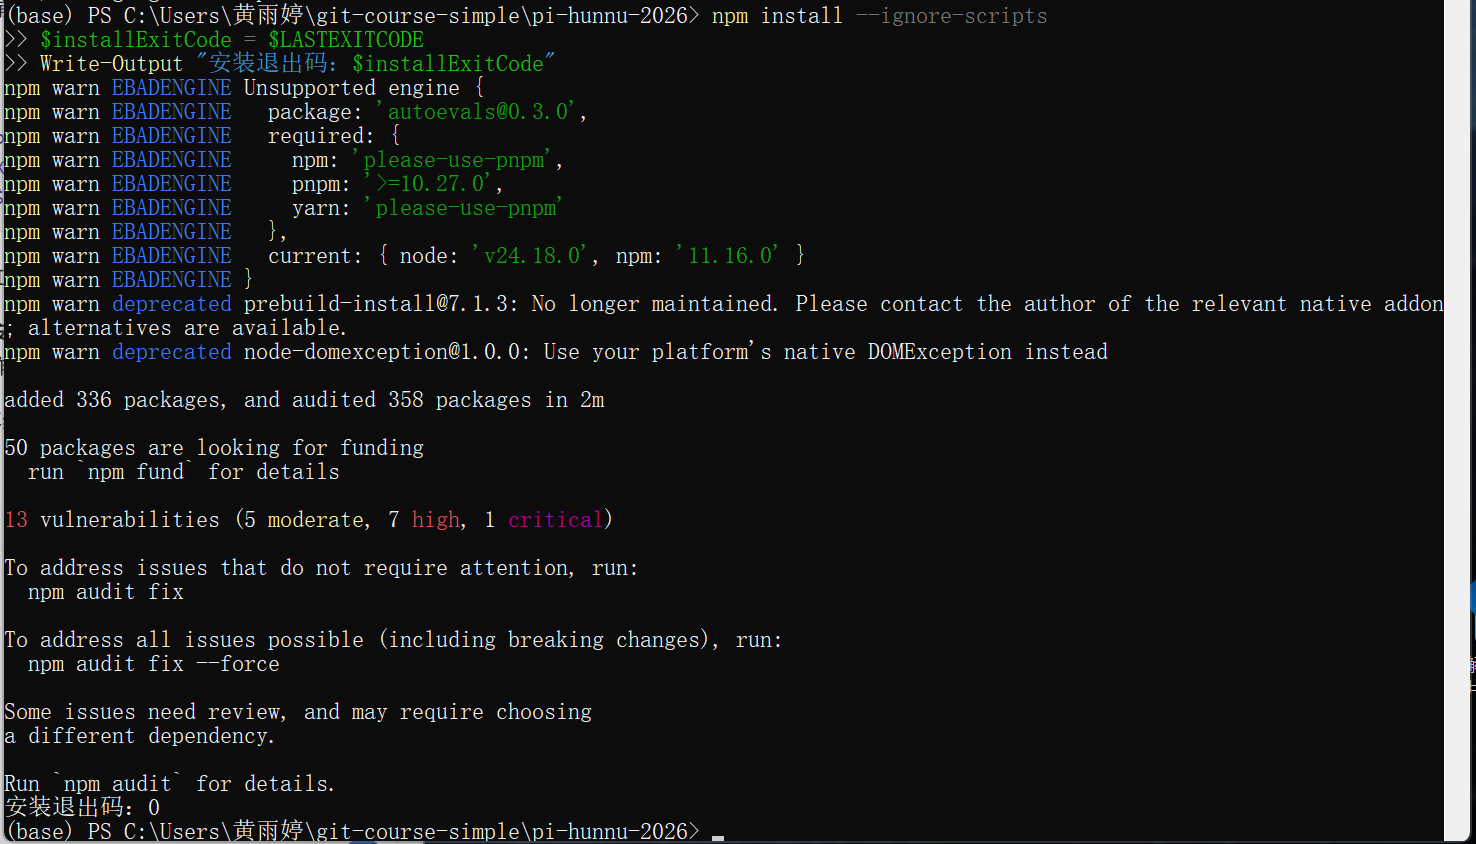 (base) PS C:\Users\黄雨婷\git-course-simple\pi-hunnu-2026> npm install --ignore-scripts
>> $installExitCode = $LASTEXITCODE
>> Write-Output "安装退出码：$installExitCode"
npm warn EBADENGINE Unsupported engine {
npm warn EBADENGINE   package: 'autoevals@0.3.0',
npm warn EBADENGINE   required: {
npm warn EBADENGINE     npm: 'please-use-pnpm',
npm warn EBADENGINE     pnpm: '>=10.27.0',
npm warn EBADENGINE     yarn: 'please-use-pnpm'
npm warn EBADENGINE   },
npm warn EBADENGINE   current: { node: 'v24.18.0', npm: '11.16.0' }
npm warn EBADENGINE }
npm warn deprecated prebuild-install@7.1.3: No longer maintained. Please contact the author of the relevant native addon
; alternatives are available.
npm warn deprecated node-domexception@1.0.0: Use your platform's native DOMException instead
added 336 packages, and audited 358 packages in 2m
50 packages are looking for funding
  run `npm fund` for details
13 vulnerabilities (5 moderate, 7 high, 1 critical)
To address issues that do not require attention, run:
  npm audit fix
To address all issues possible (including breaking changes), run:
  npm audit fix --force
Some issues need review, and may require choosing
a different dependency.
Run `npm audit` for details.
安装退出码：0
(base) PS C:\Users\黄雨婷\git-course-simple\pi-hunnu-2026>